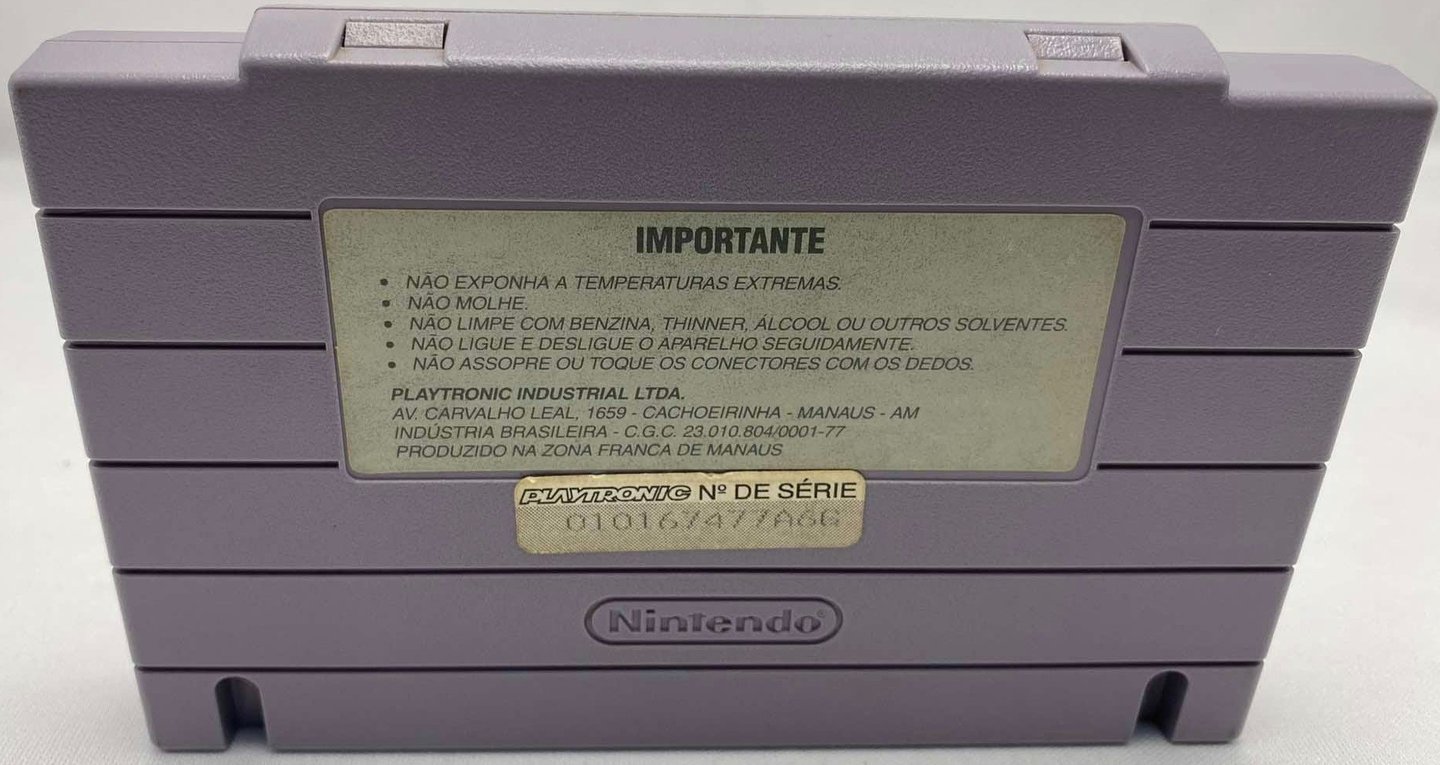 IMPORTANTE
• NÃO EXPONHA A TEMPERATURAS EXTREMAS.
• NÃO MOLHE.
• NÃO LIMPE COM BENZINA, THINNER, ÁLCOOL OU OUTROS SOLVENTES.
• NÃO LIGUE E DESLIGUE O APARELHO SEGUIDAMENTE.
• NÃO ASSOPRE OU TOQUE OS CONECTORES COM OS DEDOS.
PLAYTRONIC INDUSTRIAL LTDA.
AV. CARVALHO LEAL, 1659 - CACHOEIRINHA - MANAUS - AM
INDÚSTRIA BRASILEIRA - C.G.C. 23.010.804/0001-77
PRODUZIDO NA ZONA FRANCA DE MANAUS
PLAYTRONIC Nº DE SÉRIE
010167477A6G
Nintendo®